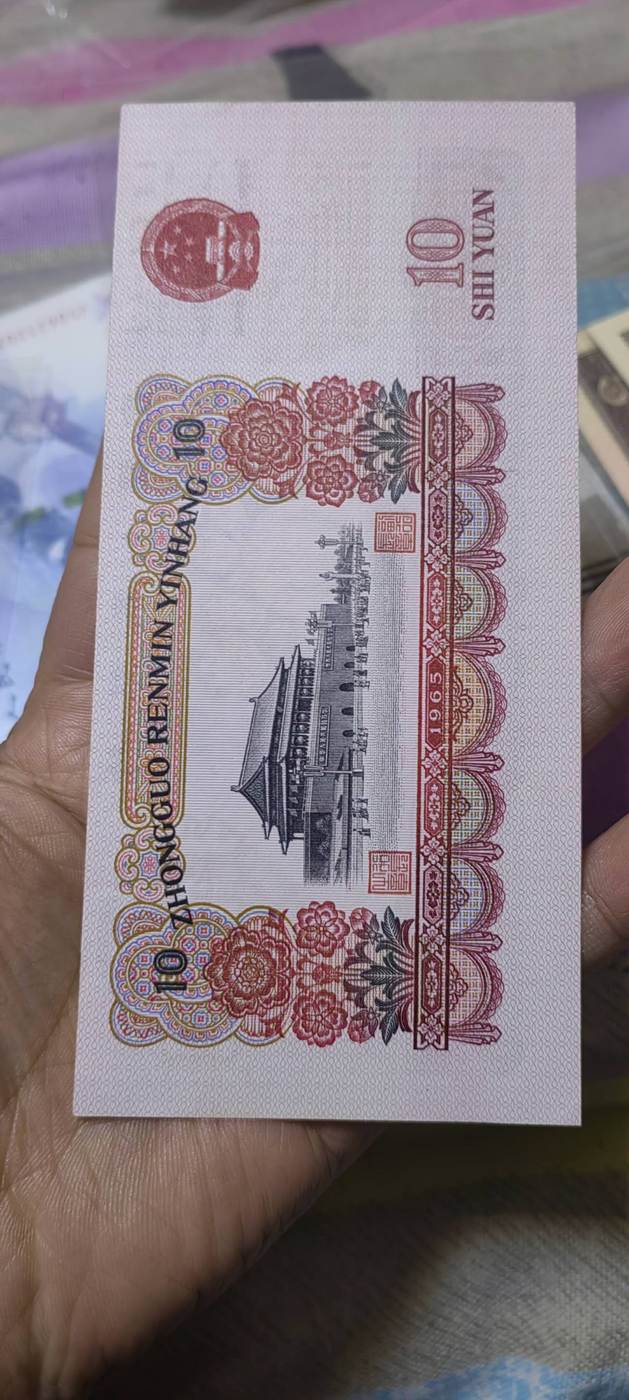 10 ZHONGGUO RENMIN YINHANG 10
10
SHI YUAN
1965